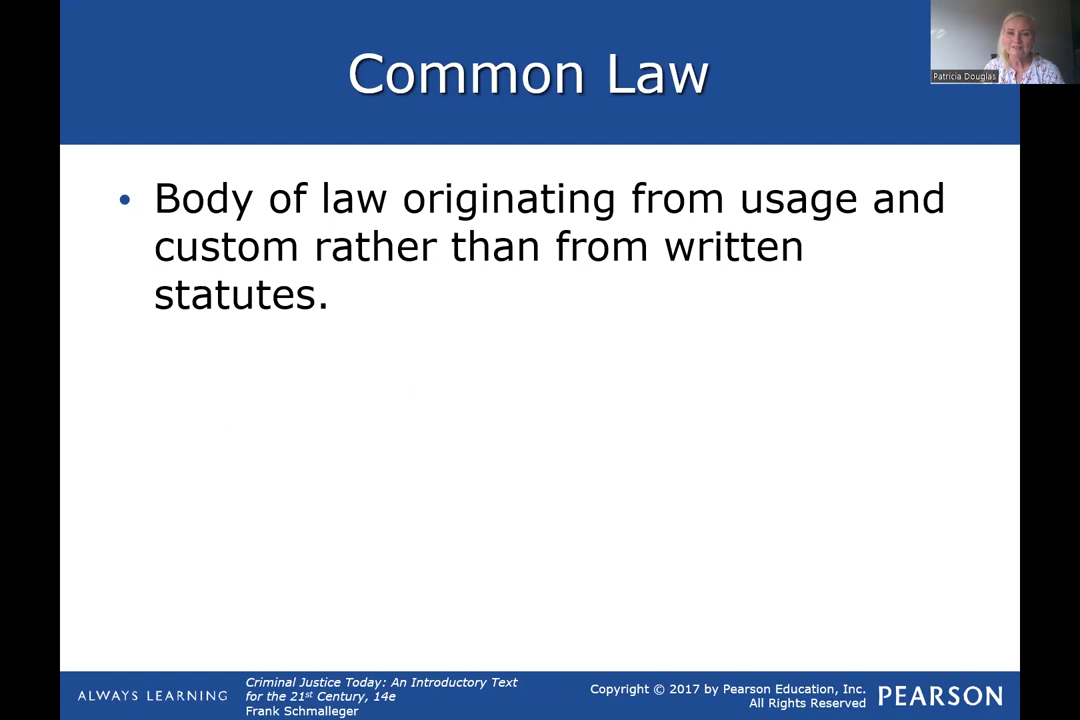 Common Law
Patricia Douglas
• Body of law originating from usage and
custom rather than from written
statutes.
ALWAYS LEARNING
Criminal Justice Today: An Introductory Text
for the 21st Century, 14e
Frank Schmalleger
Copyright © 2017 by Pearson Education, Inc.
All Rights Reserved
PEARSON